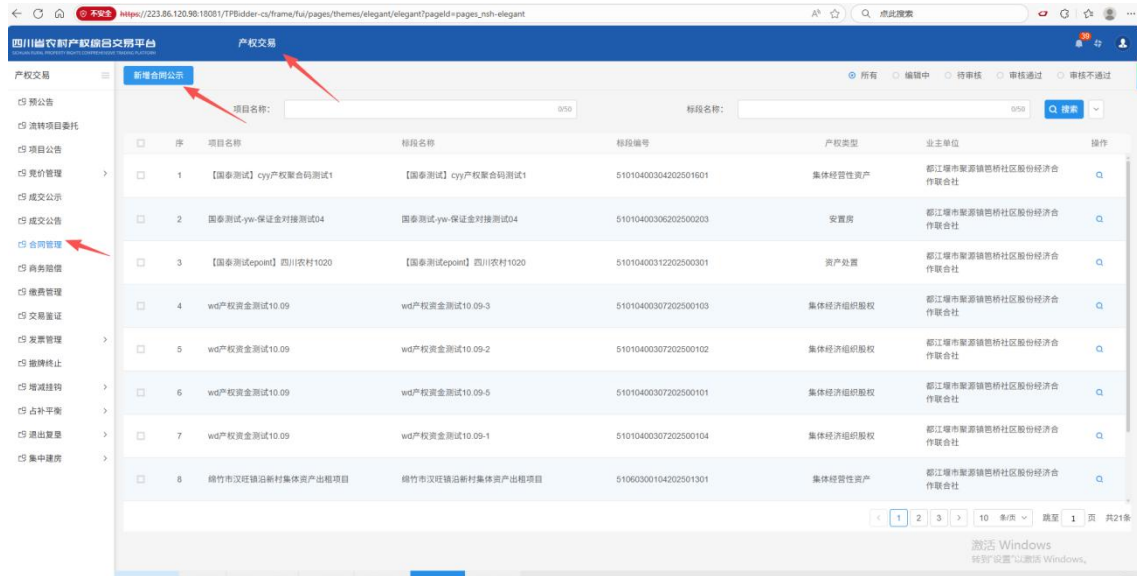 不安全 https://223.86.120.98:18081/TPBidder-cs/frame/fui/pages/themes/elegant/elegant?pageId=pages_nsh-elegant
点此搜索
四川省农村产权综合交易平台
产权交易
39
产权交易
新增合同公示
所有 编辑中 待审核 审核通过 审核不通过
预公告
流转项目委托
项目公告
竞价管理
成交公示
成交公告
合同管理
商务赔偿
缴费管理
交易鉴证
发票管理
撤牌终止
增减挂钩
占补平衡
退出复垦
集中建房
项目名称: 0/50 标段名称: 0/50 搜索
序 项目名称 标段名称 标段编号 产权类型 业主单位 操作
1 【国泰测试】cyy产权聚合码测试1 【国泰测试】cyy产权聚合码测试1 51010400304202501601 集体经营性资产 都江堰市聚源镇笆桥社区股份经济合
作联合社
2 国泰测试-yw-保证金对接测试04 国泰测试-yw-保证金对接测试04 51010400306202500203 安置房 都江堰市聚源镇笆桥社区股份经济合
作联合社
3 【国泰测试epoint】四川农村1020 【国泰测试epoint】四川农村1020 51010400312202500301 资产处置 都江堰市聚源镇笆桥社区股份经济合
作联合社
4 wd产权资金测试10.09 wd产权资金测试10.09-3 51010400307202500103 集体经济组织股权 都江堰市聚源镇笆桥社区股份经济合
作联合社
5 wd产权资金测试10.09 wd产权资金测试10.09-2 51010400307202500102 集体经济组织股权 都江堰市聚源镇笆桥社区股份经济合
作联合社
6 wd产权资金测试10.09 wd产权资金测试10.09-5 51010400307202500101 集体经济组织股权 都江堰市聚源镇笆桥社区股份经济合
作联合社
7 wd产权资金测试10.09 wd产权资金测试10.09-1 51010400307202500104 集体经济组织股权 都江堰市聚源镇笆桥社区股份经济合
作联合社
8 绵竹市汉旺镇沿新村集体资产出租项目 绵竹市汉旺镇沿新村集体资产出租项目 51060300104202501301 集体经营性资产 都江堰市聚源镇笆桥社区股份经济合
作联合社
1 2 3 10 条/页 跳至 1 页 共21条
激活 Windows
转到“设置”以激活 Windows。